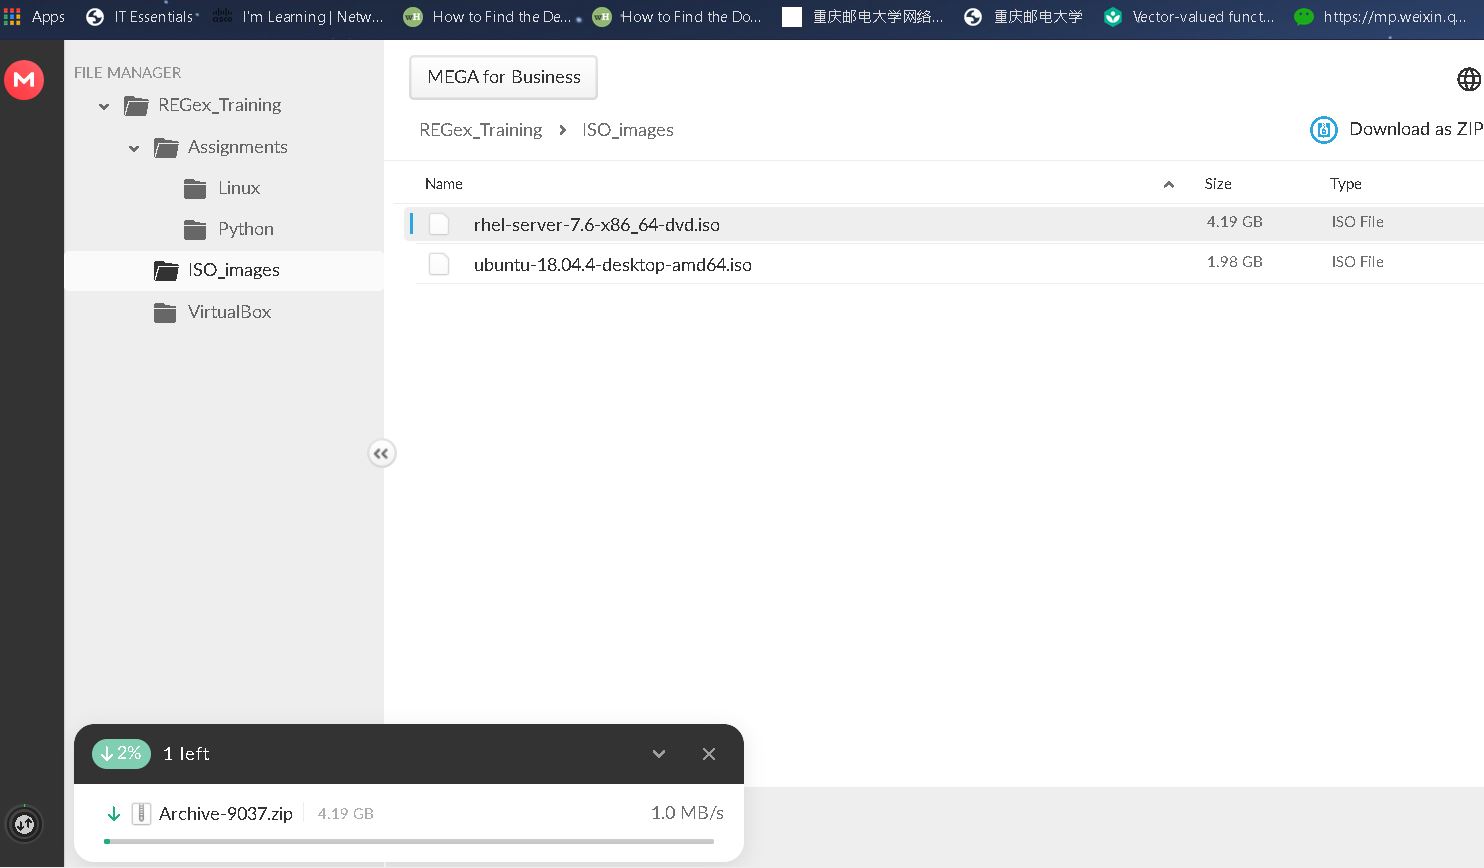 Apps IT Essentials I'm Learning | Netw... How to Find the De... How to Find the Do... 重庆邮电大学网络... 重庆邮电大学 Vector-valued funct... https://mp.weixin.q...
FILE MANAGER
REGex_Training
Assignments
Linux
Python
ISO_images
VirtualBox
MEGA for Business
REGex_Training > ISO_images
Download as ZIP
Name Size Type
rhel-server-7.6-x86_64-dvd.iso 4.19 GB ISO File
ubuntu-18.04.4-desktop-amd64.iso 1.98 GB ISO File
2% 1 left
Archive-9037.zip 4.19 GB 1.0 MB/s